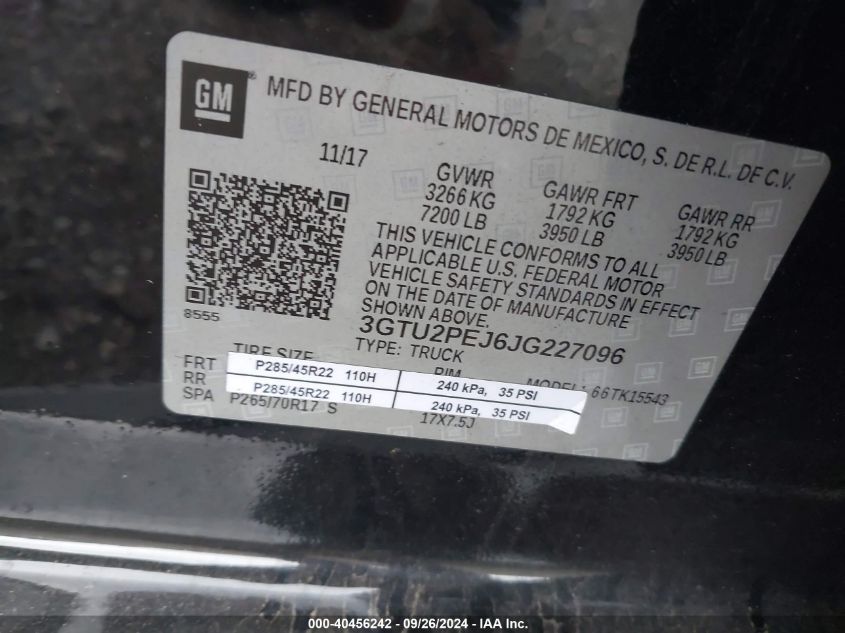 GM ® MFD BY GENERAL MOTORS DE MEXICO, S. DE R.L. DE C.V.
11/17
GVWR GAWR FRT GAWR RR
3266 KG 1792 KG 1792 KG
7200 LB 3950 LB 3950 LB
THIS VEHICLE CONFORMS TO ALL
APPLICABLE U.S. FEDERAL MOTOR
VEHICLE SAFETY STANDARDS IN EFFECT
ON THE DATE OF MANUFACTURE
SHOWN ABOVE.
8555
3GTU2PEJ6JG227096
TYPE: TRUCK
TIRE SIZE RIM MODEL: 66TK15543
FRT P285/45R22 110H 240 kPa, 35 PSI
RR P285/45R22 110H 240 kPa, 35 PSI
SPA P265/70R17 S 17X7.5J
000-40456242 - 09/26/2024 - IAA Inc.